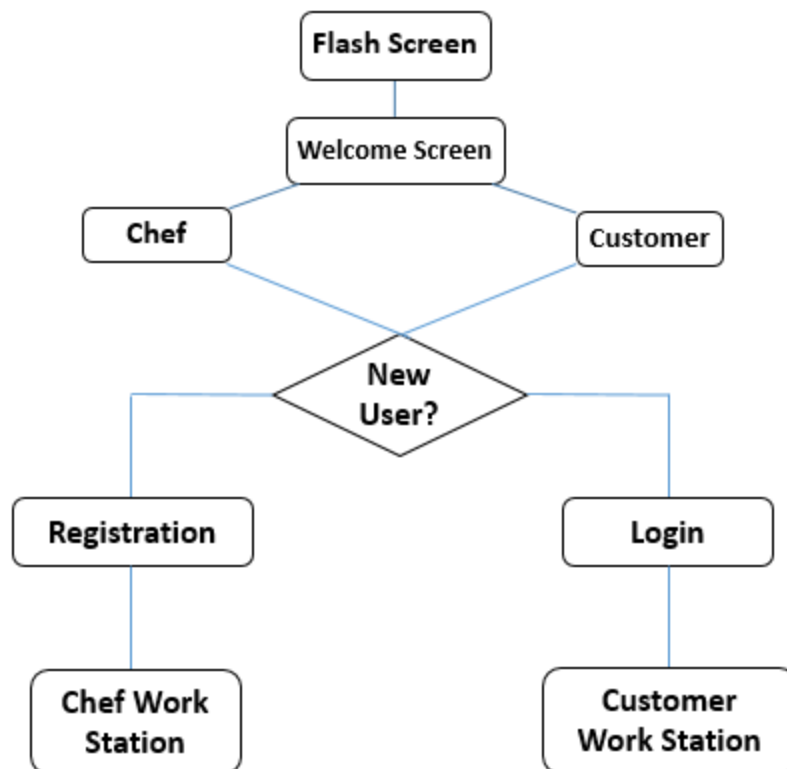 Flash Screen
Welcome Screen
Chef
Customer
New
User?
Registration
Login
Chef Work
Station
Customer
Work Station